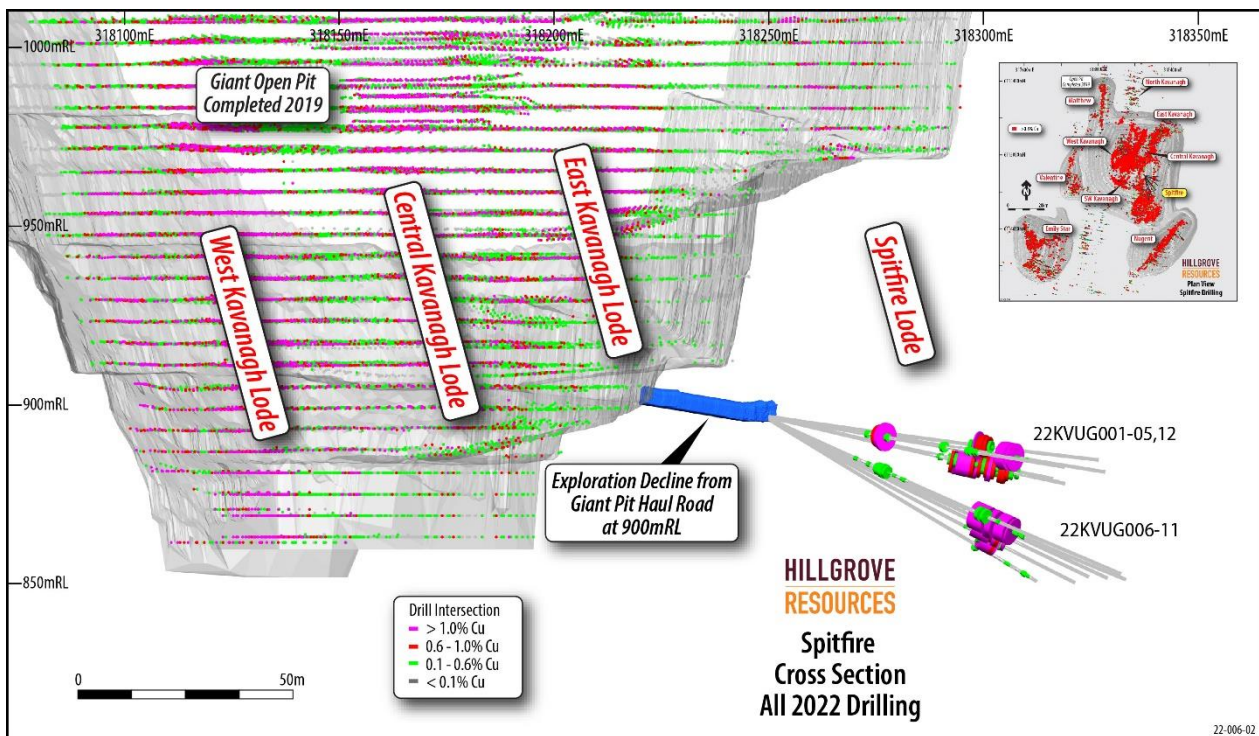 1000mRL
318100mE
318150mE
318200mE
318250mE
318300mE
318350mE
Giant Open Pit
Completed 2019
950mRL
West Kavanagh Lode
Central Kavanagh Lode
East Kavanagh Lode
Spitfire Lode
900mRL
Exploration Decline from
Giant Pit Haul Road
at 900mRL
22KVUG001-05,12
22KVUG006-11
850mRL
Drill Intersection
> 1.0% Cu
0.6 - 1.0% Cu
0.1 - 0.6% Cu
< 0.1% Cu
0
50m
HILLGROVE
RESOURCES
Spitfire
Cross Section
All 2022 Drilling
North Kavanagh
Matthew
East Kavanagh
West Kavanagh
Central Kavanagh
Valentine
Spitfire
SW Kavanagh
N
Emily Star
Nugent
HILLGROVE
RESOURCES
Plan View
Spitfire Drilling
22-006-02